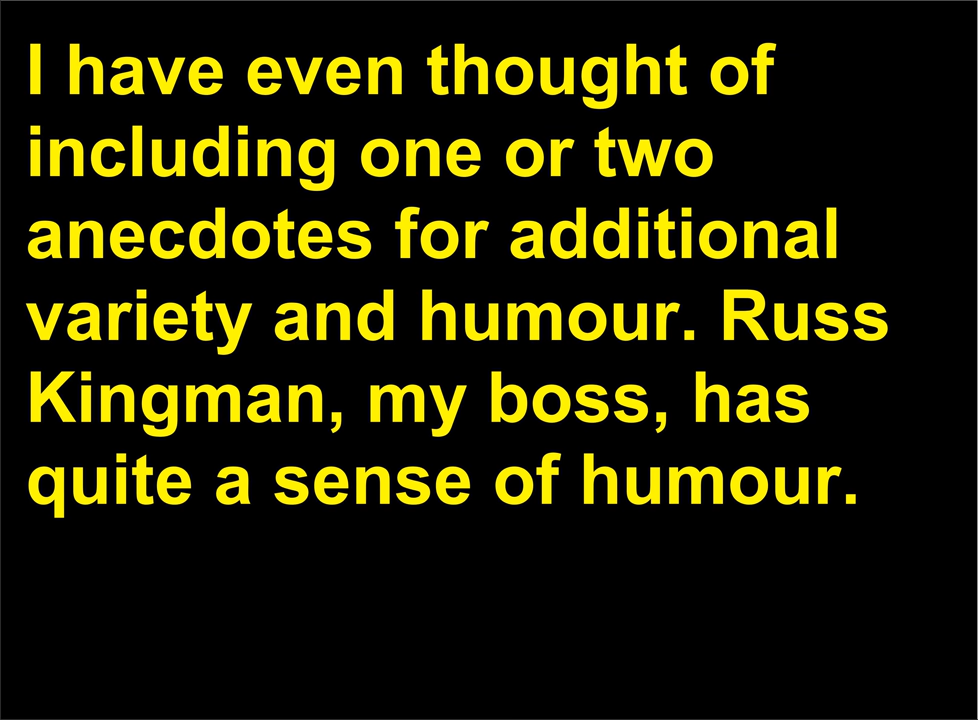 I have even thought of
including one or two
anecdotes for additional
variety and humour. Russ
Kingman, my boss, has
quite a sense of humour.